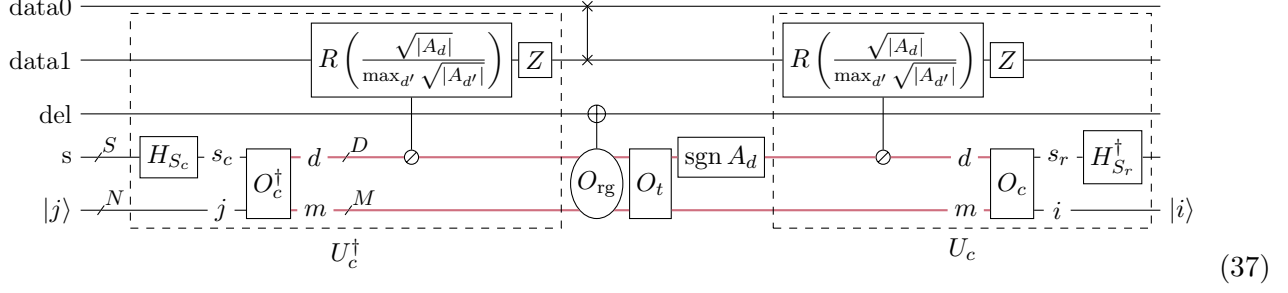 data0
data1 R ( √|A_d| / max_{d′} √|A_{d′}| ) Z R ( √|A_d| / max_{d′} √|A_{d′}| ) Z
del
s S H_{S_c} s_c O_c^† d D O_rg O_t sgn A_d d O_c s_r H_{S_r}^†
|j⟩ N j m M m i |i⟩
U_c^† U_c
(37)